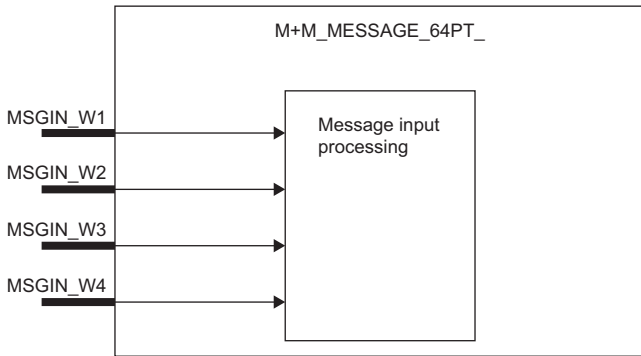 M+M_MESSAGE_64PT_
MSGIN_W1
Message input
processing
MSGIN_W2
MSGIN_W3
MSGIN_W4